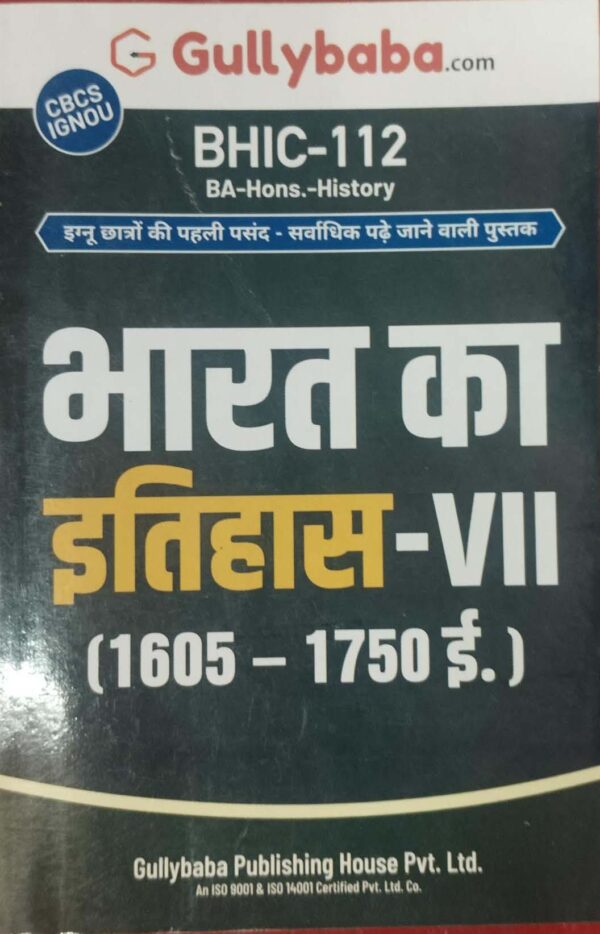 Gullybaba.com
CBCS
IGNOU
BHIC-112
BA-Hons.-History
इग्नू छात्रों की पहली पसंद - सर्वाधिक पढ़े जाने वाली पुस्तक
भारत का
इतिहास-VII
(1605 – 1750 ई.)
Gullybaba Publishing House Pvt. Ltd.
An ISO 9001 & ISO 14001 Certified Pvt. Ltd. Co.